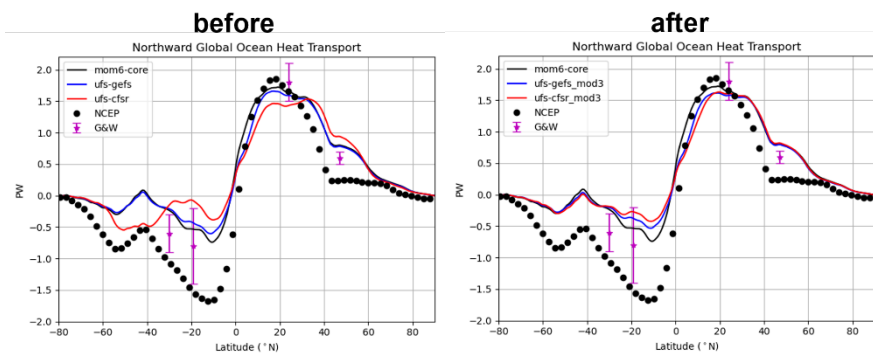 before
after
Northward Global Ocean Heat Transport
mom6-core
ufs-gefs
ufs-cfsr
NCEP
G&W
PW
2.0
1.5
1.0
0.5
0.0
−0.5
−1.0
−1.5
−2.0
−80 −60 −40 −20 0 20 40 60 80
Latitude (°N)
Northward Global Ocean Heat Transport
mom6-core
ufs-gefs_mod3
ufs-cfsr_mod3
NCEP
G&W
PW
2.0
1.5
1.0
0.5
0.0
−0.5
−1.0
−1.5
−2.0
−80 −60 −40 −20 0 20 40 60 80
Latitude (°N)